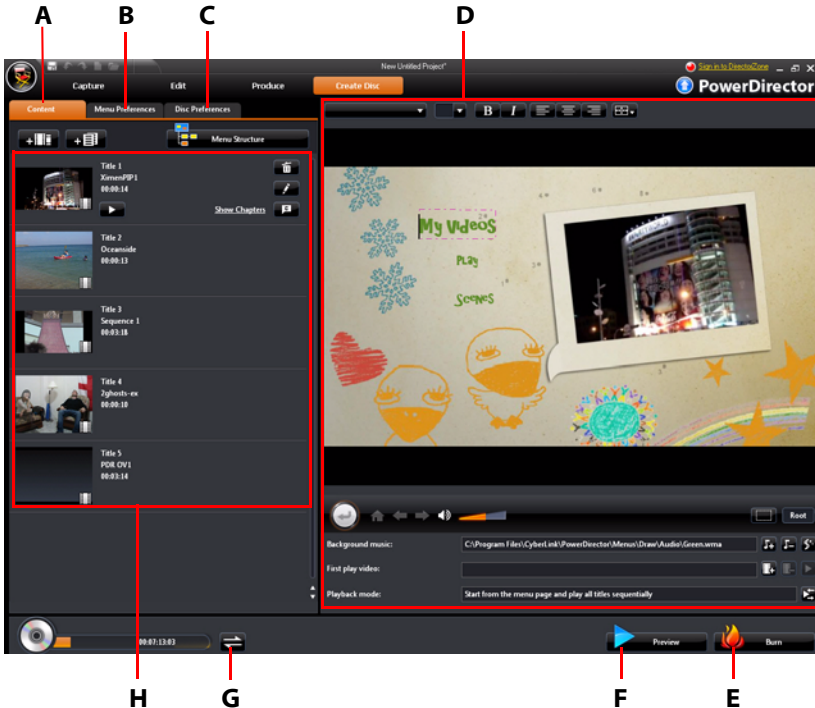 A B C D
New Untitled Project*
Sign in to DirectorZone
Capture Edit Produce Create Disc
PowerDirector
Content Menu Preferences Disc Preferences
B I
Menu Structure
Title 1
XimenPIP1
00:00:14
Show Chapters
Title 2
Oceanside
00:00:13
Title 3
Sequence 1
00:03:18
Title 4
2ghosts-ex
00:00:10
Title 5
PDR OV1
00:03:14
My Videos
Play
Scenes
Root
Background music: C:\Program Files\CyberLink\PowerDirector\Menus\Draw\Audio\Green.wma
First play video:
Playback mode: Start from the menu page and play all titles sequentially
00:07:13:03
Preview Burn
H G F E